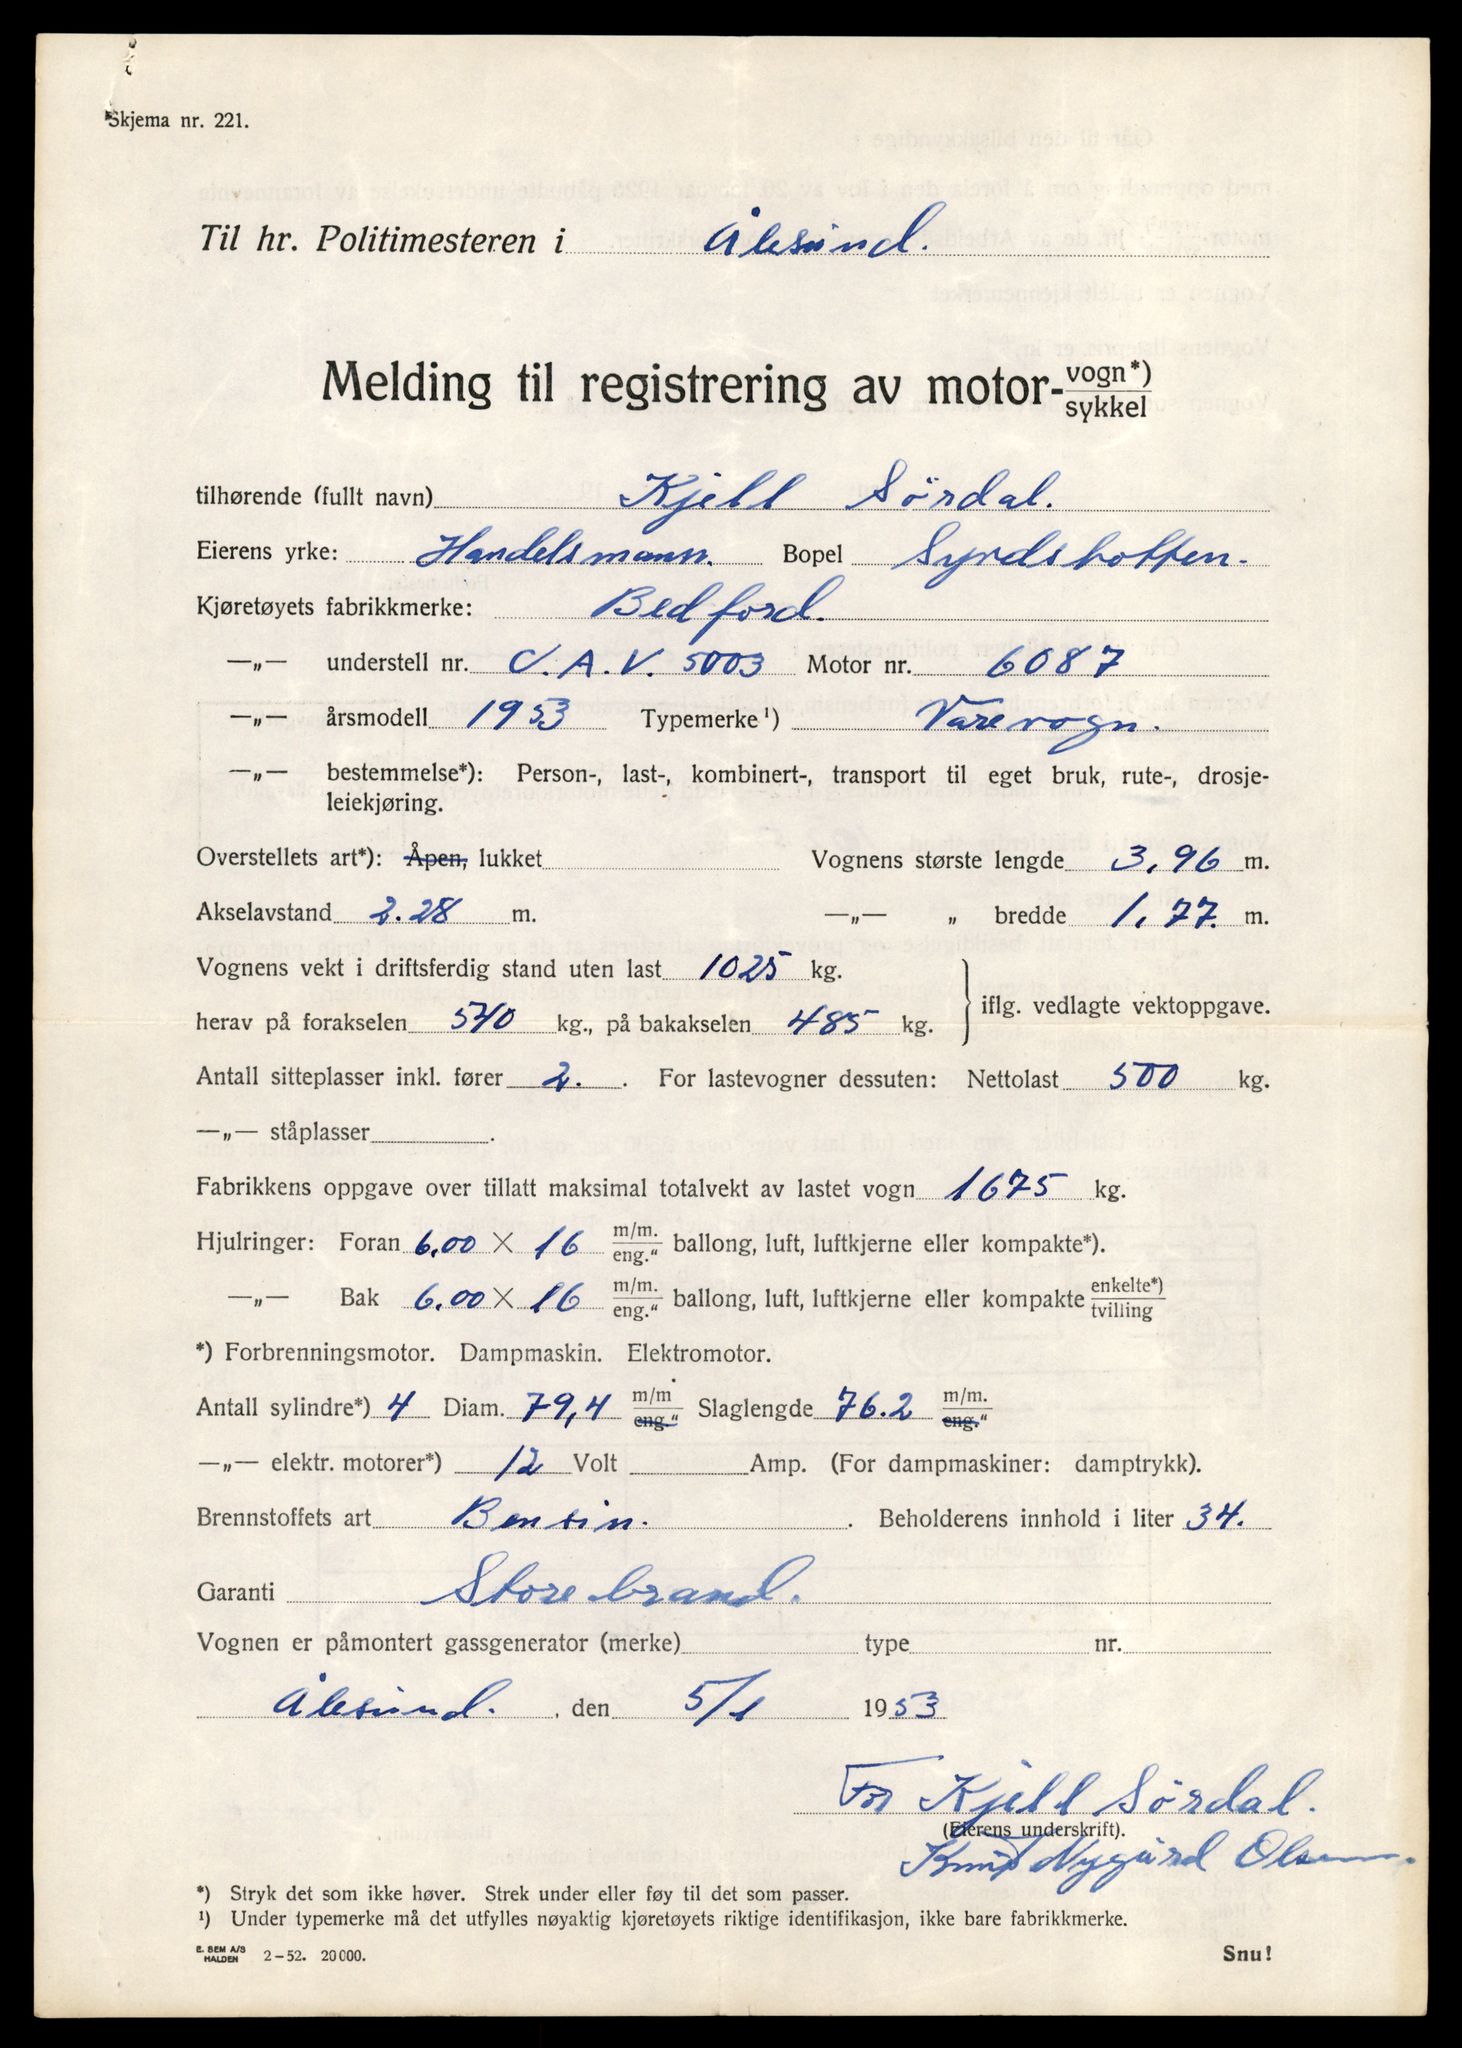 Skjema nr. 221.
Til hr. Politimesteren i Ålesund.
Melding til registrering av motor-vogn*)
sykkel
tilhørende (fullt navn) Kjell Sördal.
Eierens yrke: Handelsmann. Bopel
Kjøretøyets fabrikkmerke: Bedford.
—„— understell nr. C.A.V. 5003 Motor nr. 6087
—„— årsmodell 1953 Typemerke¹) Varevogn.
—„— bestemmelse*): Person-, last-, kombinert-, transport til eget bruk, rute-, drosje-
leiekjøring.
Overstellets art*): Åpen, lukket Vognens største lengde 3,96 m.
Akselavstand 2.28 m. —„— „ bredde 1,77. m.
Vognens vekt i driftsferdig stand uten last 1025 kg.
herav på forakselen 540 kg., på bakakselen 485 kg. iflg. vedlagte vektoppgave.
Antall sitteplasser inkl. fører 2. . For lastevogner dessuten: Nettolast 500 kg.
—„— ståplasser .
Fabrikkens oppgave over tillatt maksimal totalvekt av lastet vogn 1675 kg.
Hjulringer: Foran 6.00 × 16 m/m. eng.“ ballong, luft, luftkjerne eller kompakte*).
—„— Bak 6.00 × 16 m/m. eng.“ ballong, luft, luftkjerne eller kompakte enkelte*) tvilling
*) Forbrenningsmotor. Dampmaskin. Elektromotor.
Antall sylindre*) 4 Diam. 79,4 m/m eng.“ Slaglengde 76.2 m/m. eng.“
—„— elektr. motorer*) 12 Volt Amp. (For dampmaskiner: damptrykk).
Brennstoffets art Bensin. . Beholderens innhold i liter 34.
Garanti Storebrand.
Vognen er påmontert gassgenerator (merke) type nr.
Ålesund. , den 5/1 1953
For Kjell Sördal.
(Eierens underskrift).
Knut Nygård Olsen.
*) Stryk det som ikke høver. Strek under eller føy til det som passer.
¹) Under typemerke må det utfylles nøyaktig kjøretøyets riktige identifikasjon, ikke bare fabrikkmerke.
E. SEM A/S
HALDEN 2-52. 20000. Snu!